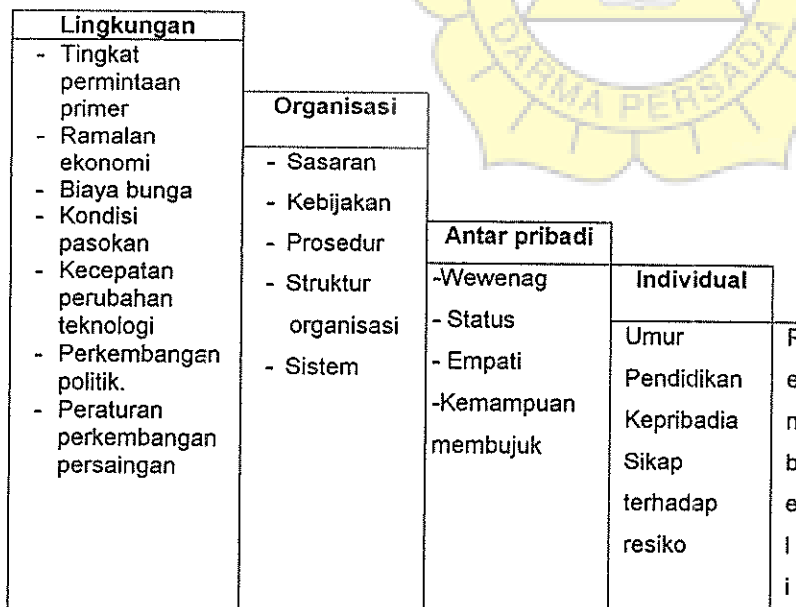 DARMA PERSADA
Lingkungan
- Tingkat
permintaan
primer
- Ramalan
ekonomi
- Biaya bunga
- Kondisi
pasokan
- Kecepatan
perubahan
teknologi
- Perkembangan
politik.
- Peraturan
perkembangan
persaingan
Organisasi
- Sasaran
- Kebijakan
- Prosedur
- Struktur
organisasi
- Sistem
Antar pribadi
-Wewenag
- Status
- Empati
-Kemampuan
membujuk
Individual
Umur
Pendidikan
Kepribadia
Sikap
terhadap
resiko
e
b
e
l
i